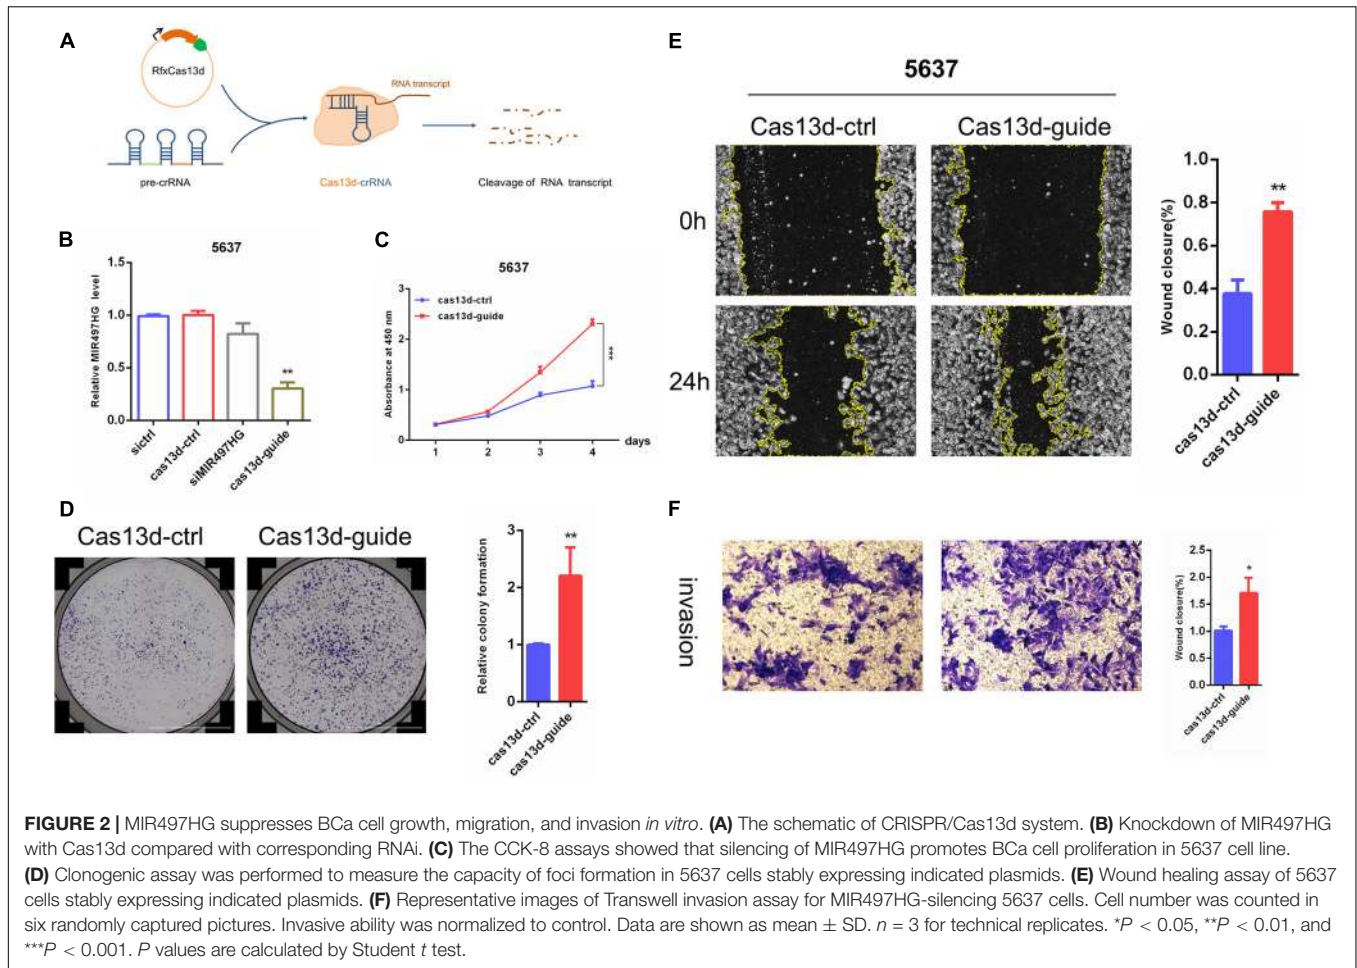 A
RfxCas13d
pre-crRNA
RNA transcript
Cas13d-crRNA
Cleavage of RNA transcript
B
5637
Relative MIR497HG level
1.5
1.0
0.5
0.0
sictrl
cas13d-ctrl
siMIR497HG
cas13d-guide
**
C
5637
cas13d-ctrl
cas13d-guide
Absorbance at 450 nm
3
2
1
0
1 2 3 4
days
***
D
Cas13d-ctrl Cas13d-guide
Relative colony formation
3
2
1
0
**
cas13d-ctrl
cas13d-guide
E
5637
Cas13d-ctrl Cas13d-guide
0h
24h
Wound closure(%)
1.0
0.8
0.6
0.4
0.2
0.0
**
cas13d-ctrl
cas13d-guide
F
invasion
Wound closure(%)
2.5
2.0
1.5
1.0
0.5
0.0
*
cas13d-ctrl
cas13d-guide
FIGURE 2 | MIR497HG suppresses BCa cell growth, migration, and invasion in vitro. (A) The schematic of CRISPR/Cas13d system. (B) Knockdown of MIR497HG
with Cas13d compared with corresponding RNAi. (C) The CCK-8 assays showed that silencing of MIR497HG promotes BCa cell proliferation in 5637 cell line.
(D) Clonogenic assay was performed to measure the capacity of foci formation in 5637 cells stably expressing indicated plasmids. (E) Wound healing assay of 5637
cells stably expressing indicated plasmids. (F) Representative images of Transwell invasion assay for MIR497HG-silencing 5637 cells. Cell number was counted in
six randomly captured pictures. Invasive ability was normalized to control. Data are shown as mean ± SD. n = 3 for technical replicates. *P < 0.05, **P < 0.01, and
***P < 0.001. P values are calculated by Student t test.